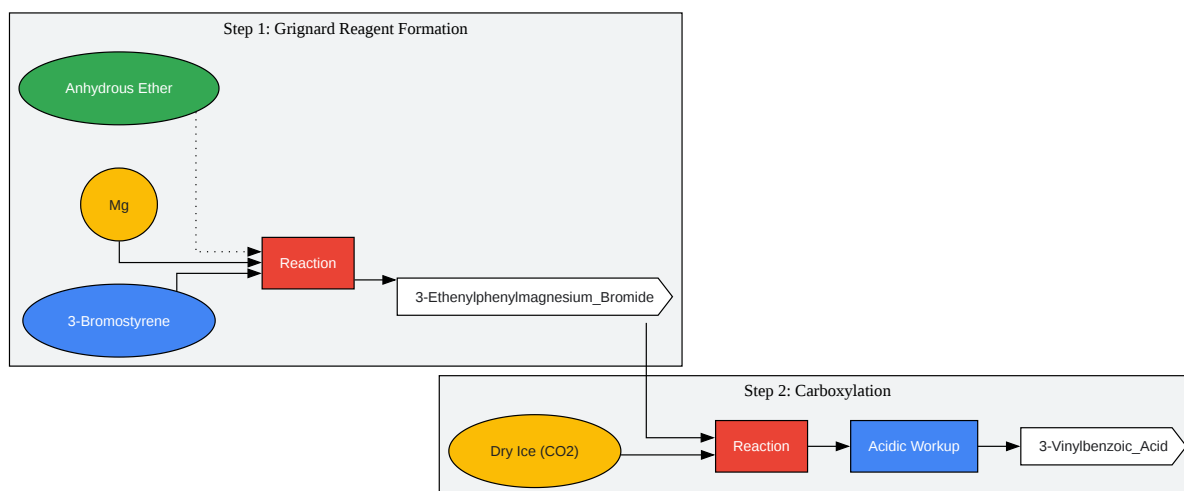 Step 1: Grignard Reagent Formation
Anhydrous Ether
Mg
Reaction
3-Ethenylphenylmagnesium_Bromide
3-Bromostyrene
Step 2: Carboxylation
Dry Ice (CO2)
Reaction
Acidic Workup
3-Vinylbenzoic_Acid